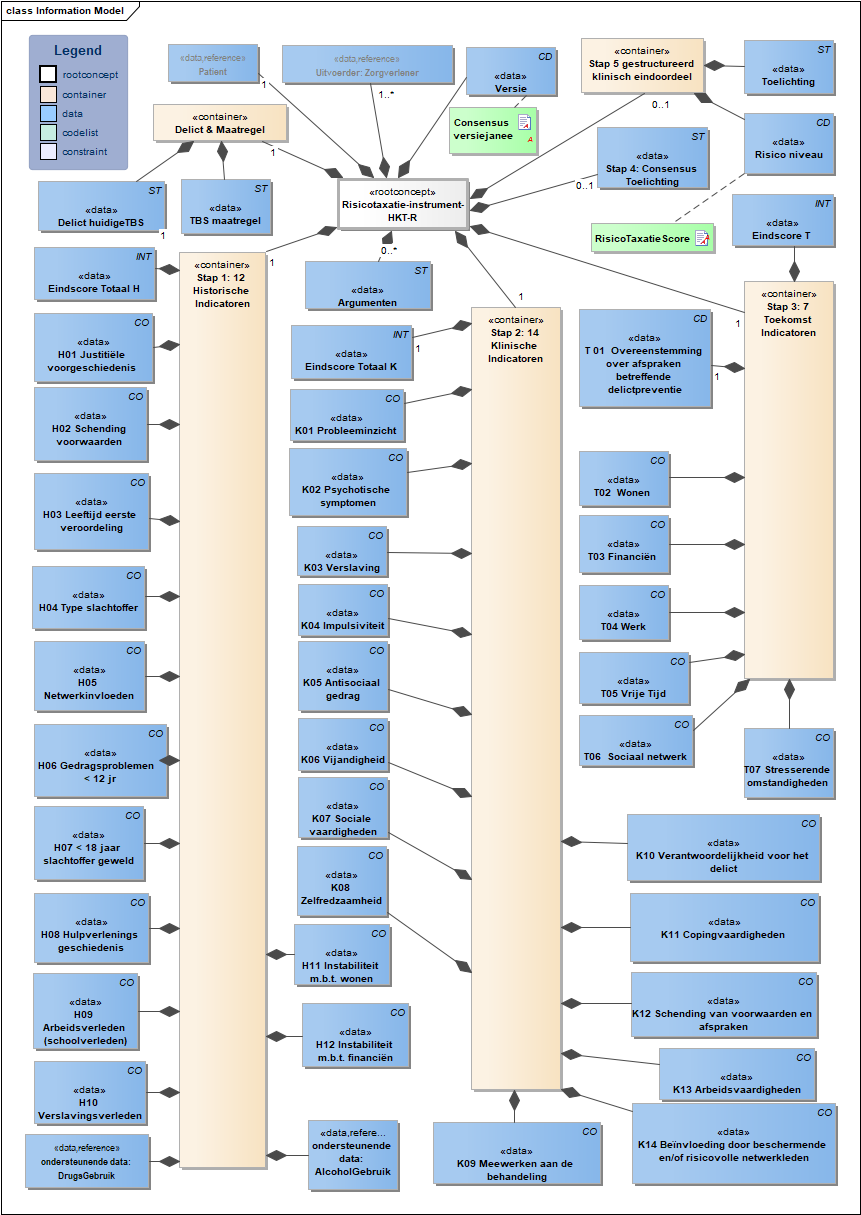 class Information Model
Legend
rootconcept
container
data
codelist
constraint
«data,reference»
Patient
1
«data,reference»
Uitvoerder: Zorgverlener
1..*
CD
«data»
Versie
Consensus
versiejanee
«container»
Stap 5 gestructureerd
klinisch eindoordeel
0..1
ST
«data»
Toelichting
CD
«data»
Risico niveau
RisicoTaxatieScore
«container»
Delict & Maatregel
1
ST
«data»
Delict huidigeTBS
1
ST
«data»
TBS maatregel
«rootconcept»
Risicotaxatie-instrument-
HKT-R
ST
«data»
Stap 4: Consensus
Toelichting
0..1
INT
«data»
Eindscore T
0..*
ST
«data»
Argumenten
1
«container»
Stap 1: 12
Historische
Indicatoren
INT
«data»
Eindscore Totaal H
CO
«data»
H01 Justitiële
voorgeschiedenis
CO
«data»
H02 Schending
voorwaarden
CO
«data»
H03 Leeftijd eerste
veroordeling
CO
«data»
H04 Type slachtoffer
CO
«data»
H05
Netwerkinvloeden
CO
«data»
H06 Gedragsproblemen
< 12 jr
CO
«data»
H07 < 18 jaar
slachtoffer geweld
CO
«data»
H08 Hulpverlenings
geschiedenis
CO
«data»
H09
Arbeidsverleden
(schoolverleden)
CO
«data»
H10
Verslavingsverleden
«data,reference»
ondersteunende data:
DrugsGebruik
CO
«data»
H11 Instabiliteit
m.b.t. wonen
CO
«data»
H12 Instabiliteit
m.b.t. financiën
«data,refere...
ondersteunende
data:
AlcoholGebruik
1
«container»
Stap 2: 14
Klinische
Indicatoren
INT
«data»
Eindscore Totaal K
1
CO
«data»
K01 Probleeminzicht
CO
«data»
K02 Psychotische
symptomen
CO
«data»
K03 Verslaving
CO
«data»
K04 Impulsiviteit
CO
«data»
K05 Antisociaal
gedrag
CO
«data»
K06 Vijandigheid
CO
«data»
K07 Sociale
vaardigheden
CO
«data»
K08
Zelfredzaamheid
CO
«data»
K09 Meewerken aan de
behandeling
CO
«data»
K10 Verantwoordelijkheid voor het
delict
CO
«data»
K11 Copingvaardigheden
CO
«data»
K12 Schending van voorwaarden en
afspraken
CO
«data»
K13 Arbeidsvaardigheden
CO
«data»
K14 Beïnvloeding door beschermende
en/of risicovolle netwerkleden
1
«container»
Stap 3: 7
Toekomst
Indicatoren
CD
«data»
T 01 Overeenstemming
over afspraken
betreffende
delictpreventie
1
CO
«data»
T02 Wonen
CO
«data»
T03 Financiën
CO
«data»
T04 Werk
CO
«data»
T05 Vrije Tijd
CO
«data»
T06 Sociaal netwerk
CO
«data»
T07 Stresserende
omstandigheden